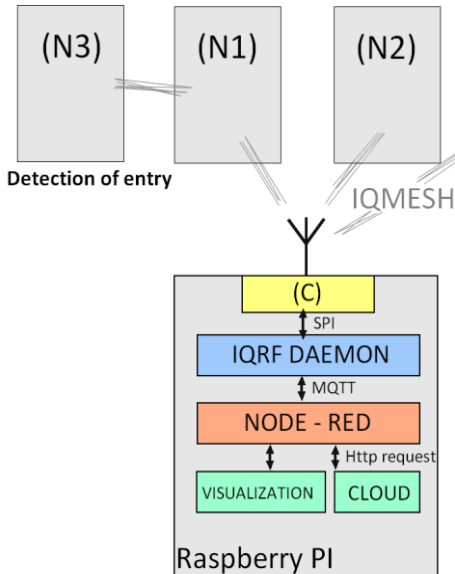 (N3)
(N1)
(N2)
Detection of entry
IQMESH
(C)
SPI
IQRF DAEMON
MQTT
NODE - RED
Http request
VISUALIZATION
CLOUD
Raspberry PI